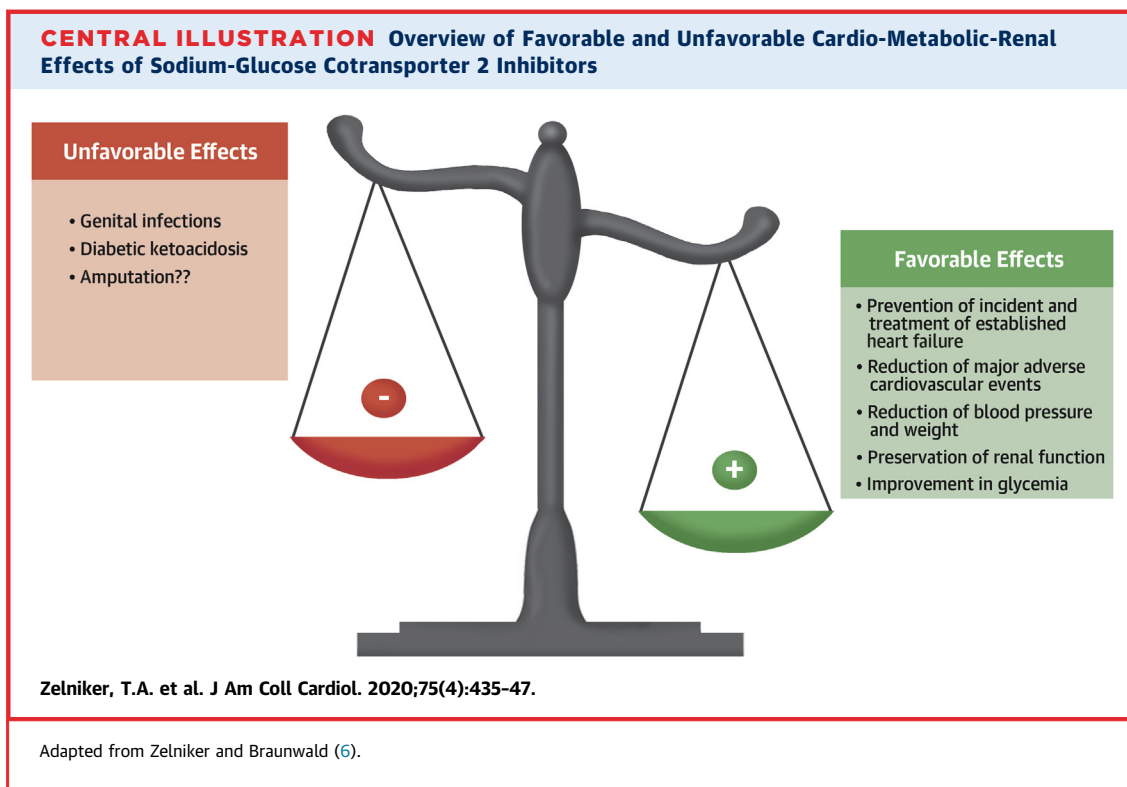 CENTRAL ILLUSTRATION Overview of Favorable and Unfavorable Cardio-Metabolic-Renal
Effects of Sodium-Glucose Cotransporter 2 Inhibitors
Unfavorable Effects
• Genital infections
• Diabetic ketoacidosis
• Amputation??
-
Favorable Effects
• Prevention of incident and
treatment of established
heart failure
• Reduction of major adverse
cardiovascular events
• Reduction of blood pressure
and weight
• Preservation of renal function
• Improvement in glycemia
+
Zelniker, T.A. et al. J Am Coll Cardiol. 2020;75(4):435–47.
Adapted from Zelniker and Braunwald (6).